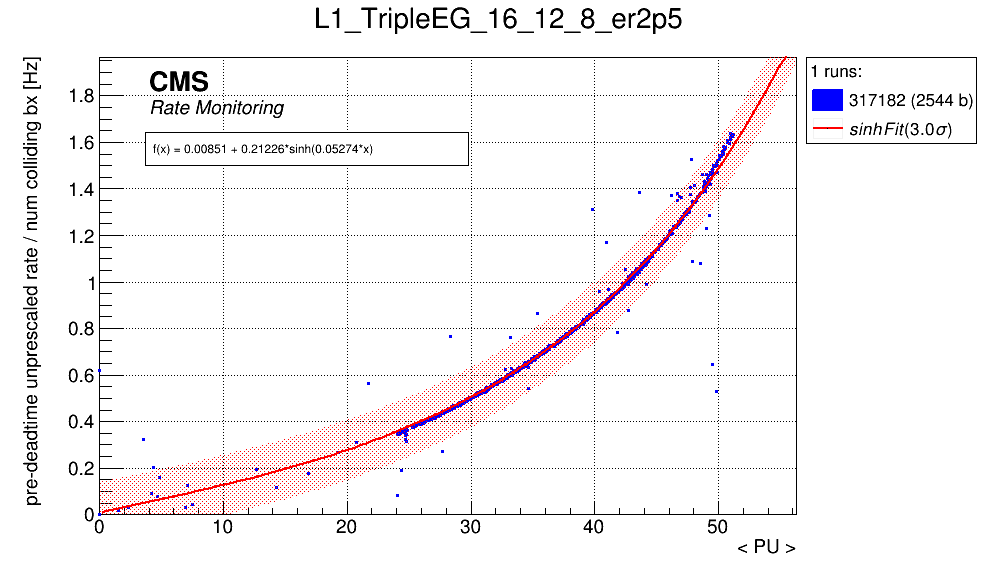 L1_TripleEG_16_12_8_er2p5
pre-deadtime unprescaled rate / num colliding bx [Hz]
CMS
Rate Monitoring
f(x) = 0.00851 + 0.21226*sinh(0.05274*x)
1 runs:
317182 (2544 b)
sinhFit(3.0σ)
1.8
1.6
1.4
1.2
1
0.8
0.6
0.4
0.2
0
0 10 20 30 40 50
< PU >